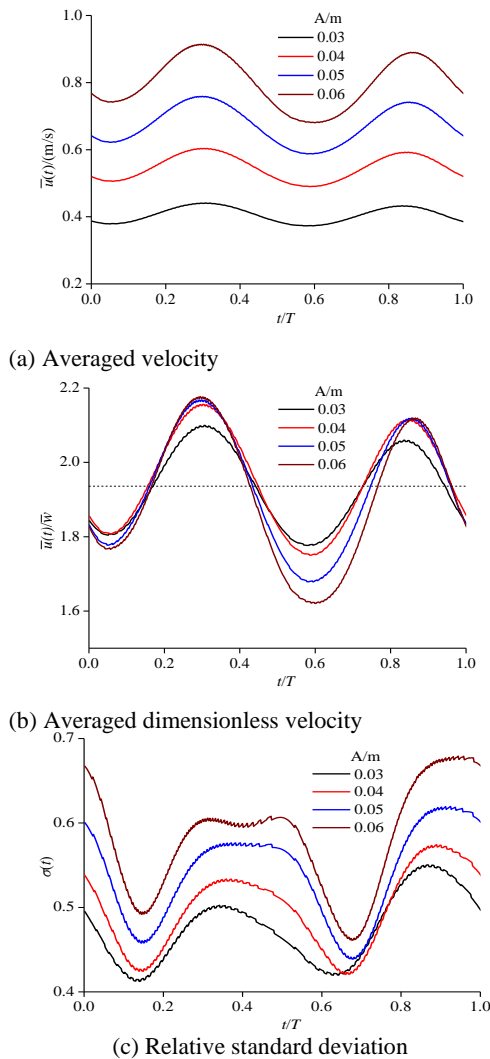 A/m
0.03
0.04
0.05
0.06
1.0
0.8
0.6
0.4
0.2
u̅(t)/(m/s)
0.0 0.2 0.4 0.6 0.8 1.0
t/T
(a) Averaged velocity
A/m
0.03
0.04
0.05
0.06
2.2
2.0
1.8
1.6
u̅(t)/w̅
0.0 0.2 0.4 0.6 0.8 1.0
t/T
(b) Averaged dimensionless velocity
A/m
0.03
0.04
0.05
0.06
0.7
0.6
0.5
0.4
σ(t)
0.0 0.2 0.4 0.6 0.8 1.0
t/T
(c) Relative standard deviation